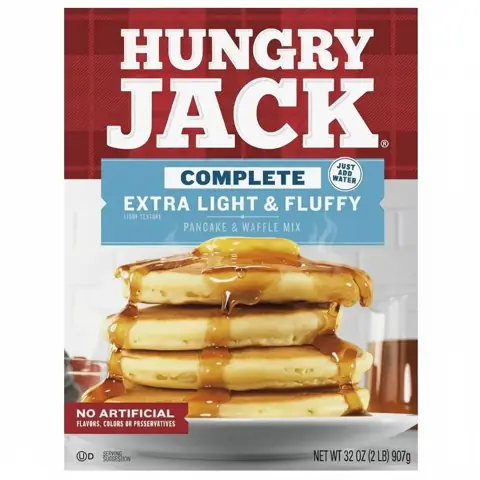 HUNGRY
JACK®
COMPLETE
JUST
ADD
WATER
EXTRA LIGHT & FLUFFY
LIGHT TEXTURE
PANCAKE & WAFFLE MIX
NO ARTIFICIAL
FLAVORS, COLORS OR PRESERVATIVES
U D
SERVING
SUGGESTION
NET WT 32 OZ (2 LB) 907g